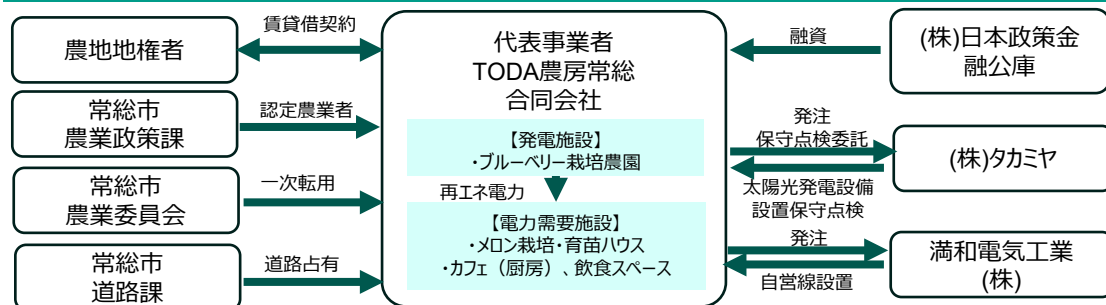 農地地権者
賃貸借契約
常総市
農業政策課
認定農業者
常総市
農業委員会
一次転用
常総市
道路課
道路占有
代表事業者
TODA農房常総
合同会社
【発電施設】
・ブルーベリー栽培農園
再エネ電力
【電力需要施設】
・メロン栽培・育苗ハウス
・カフェ（厨房）、飲食スペース
融資
(株)日本政策金
融公庫
発注
保守点検委託
太陽光発電設備
設置保守点検
(株)タカミヤ
発注
自営線設置
満和電気工業
(株)